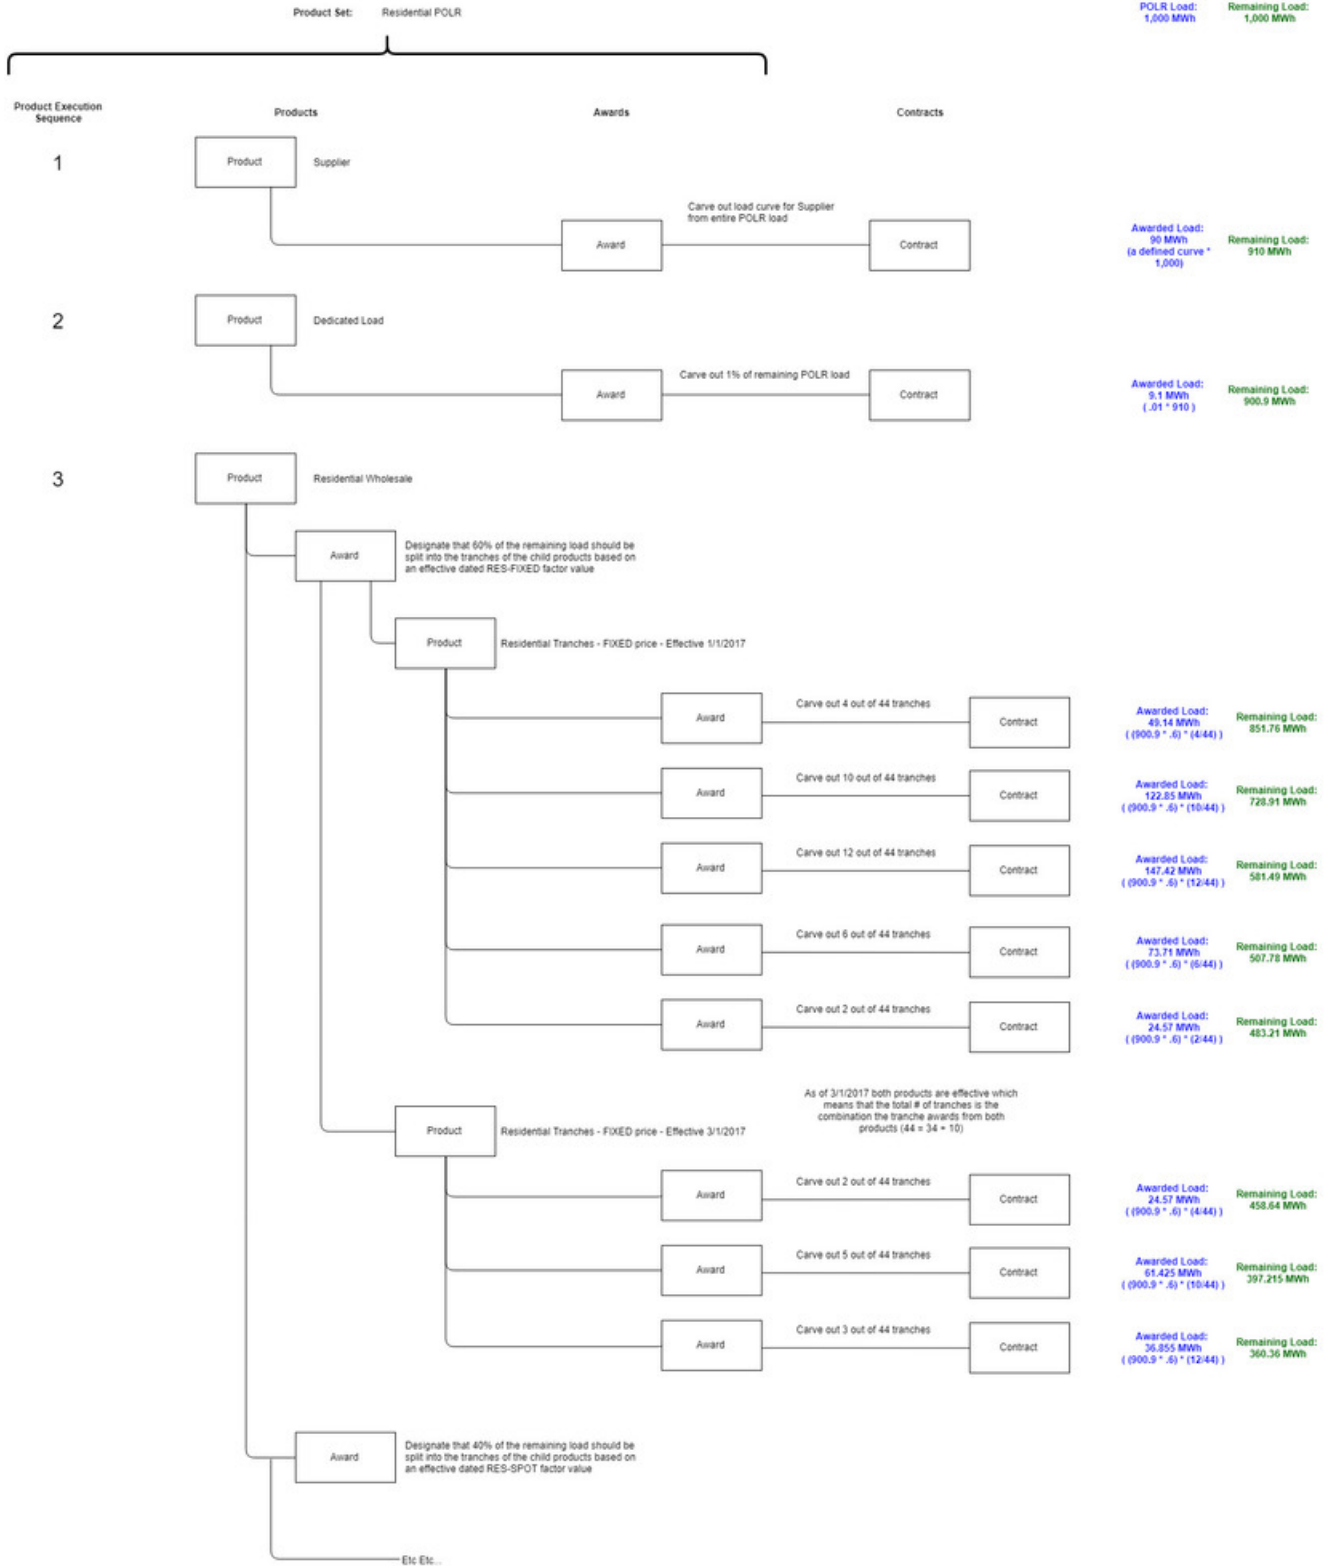 Product Set: Residential POLR
POLR Load:
1,000 MWh
Remaining Load:
1,000 MWh
Product Execution
Sequence
Products
Awards
Contracts
1
Product
Supplier
Carve out load curve for Supplier
from entire POLR load
Award
Contract
Awarded Load:
90 MWh
(a defined curve *
1,000)
Remaining Load:
910 MWh
2
Product
Dedicated Load
Award
Carve out 1% of remaining POLR load
Contract
Awarded Load:
9.1 MWh
( .01 * 910 )
Remaining Load:
900.9 MWh
3
Product
Residential Wholesale
Award
Designate that 60% of the remaining load should be
split into the tranches of the child products based on
an effective dated RES-FIXED factor value
Product
Residential Tranches - FIXED price - Effective 1/1/2017
Award
Carve out 4 out of 44 tranches
Contract
Awarded Load:
49.14 MWh
( (900.9 * .6) * (4/44) )
Remaining Load:
851.76 MWh
Award
Carve out 10 out of 44 tranches
Contract
Awarded Load:
122.85 MWh
( (900.9 * .6) * (10/44) )
Remaining Load:
728.91 MWh
Award
Carve out 12 out of 44 tranches
Contract
Awarded Load:
147.42 MWh
( (900.9 * .6) * (12/44) )
Remaining Load:
581.49 MWh
Award
Carve out 6 out of 44 tranches
Contract
Awarded Load:
73.71 MWh
( (900.9 * .6) * (6/44) )
Remaining Load:
507.78 MWh
Award
Carve out 2 out of 44 tranches
Contract
Awarded Load:
24.57 MWh
( (900.9 * .6) * (2/44) )
Remaining Load:
483.21 MWh
As of 3/1/2017 both products are effective which
means that the total # of tranches is the
combination the tranche awards from both
products (44 = 34 + 10)
Product
Residential Tranches - FIXED price - Effective 3/1/2017
Award
Carve out 2 out of 44 tranches
Contract
Awarded Load:
24.57 MWh
( (900.9 * .6) * (4/44) )
Remaining Load:
458.64 MWh
Award
Carve out 5 out of 44 tranches
Contract
Awarded Load:
61.425 MWh
( (900.9 * .6) * (10/44) )
Remaining Load:
397.215 MWh
Award
Carve out 3 out of 44 tranches
Contract
Awarded Load:
36.855 MWh
( (900.9 * .6) * (12/44) )
Remaining Load:
360.36 MWh
Award
Designate that 40% of the remaining load should be
split into the tranches of the child products based on
an effective dated RES-SPOT factor value
Etc Etc...